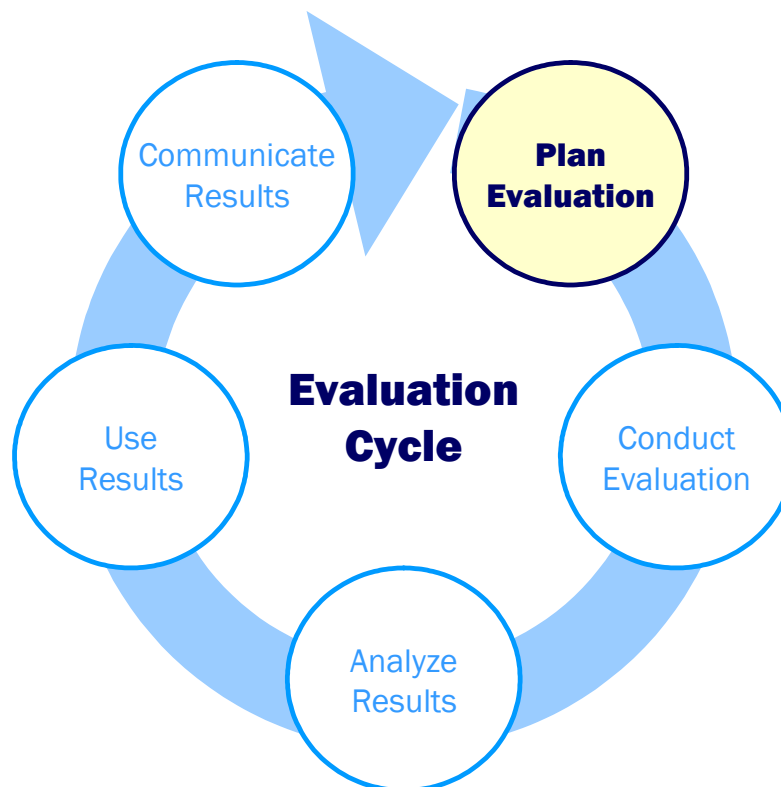 Plan
Evaluation
Conduct
Evaluation
Analyze
Results
Use
Results
Communicate
Results
Evaluation
Cycle